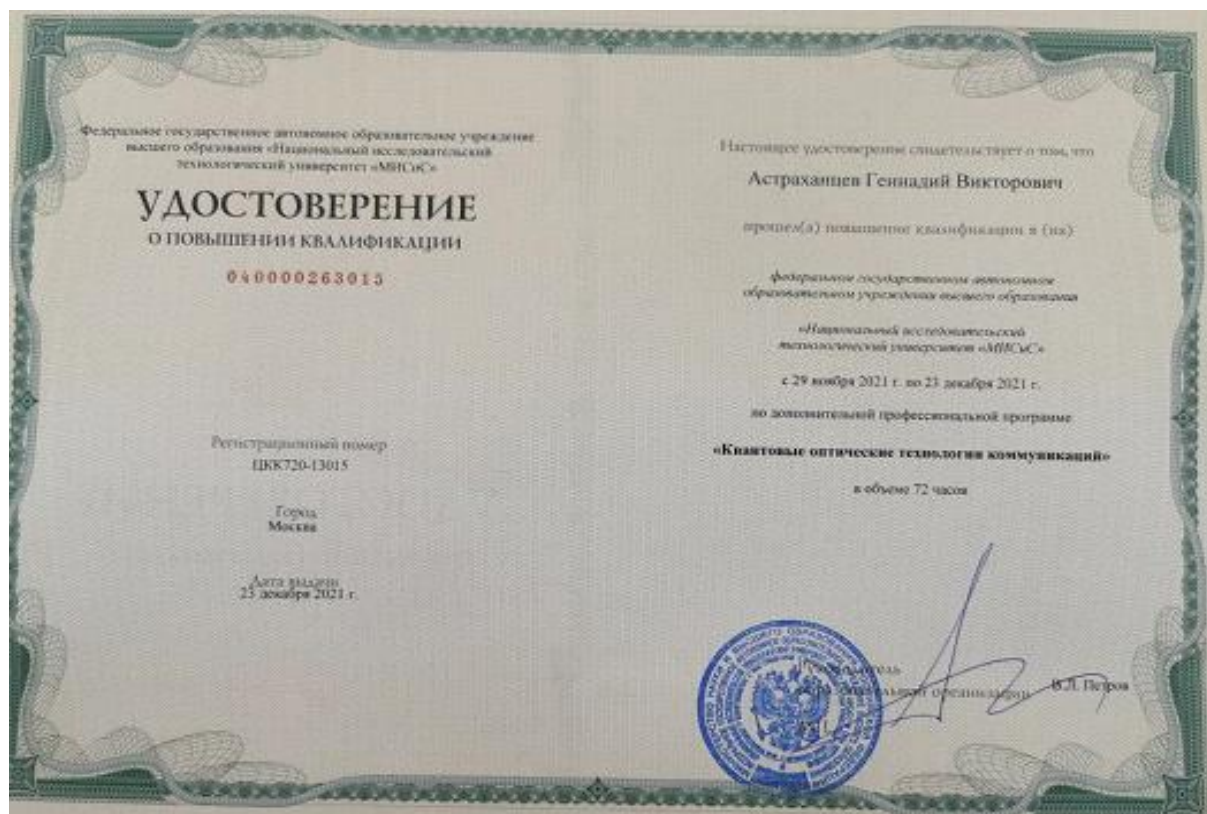 Федеральное государственное автономное образовательное учреждение
высшего образования «Национальный исследовательский
технологический университет «МИСиС»
УДОСТОВЕРЕНИЕ
О ПОВЫШЕНИИ КВАЛИФИКАЦИИ
040000263015
Регистрационный номер
ЦКК720-13015
Город
Москва
Дата выдачи
23 декабря 2021 г.
Настоящее удостоверение свидетельствует о том, что
Астраханцев Геннадий Викторович
прошел(а) повышение квалификации в (на)
федеральном государственном автономном
образовательном учреждении высшего образования
«Национальный исследовательский
технологический университет «МИСиС»
с 29 ноября 2021 г. по 23 декабря 2021 г.
по дополнительной профессиональной программе
«Квантовые оптические технологии коммуникаций»
в объеме 72 часов
Руководитель
образовательной организации
В.Л. Петров